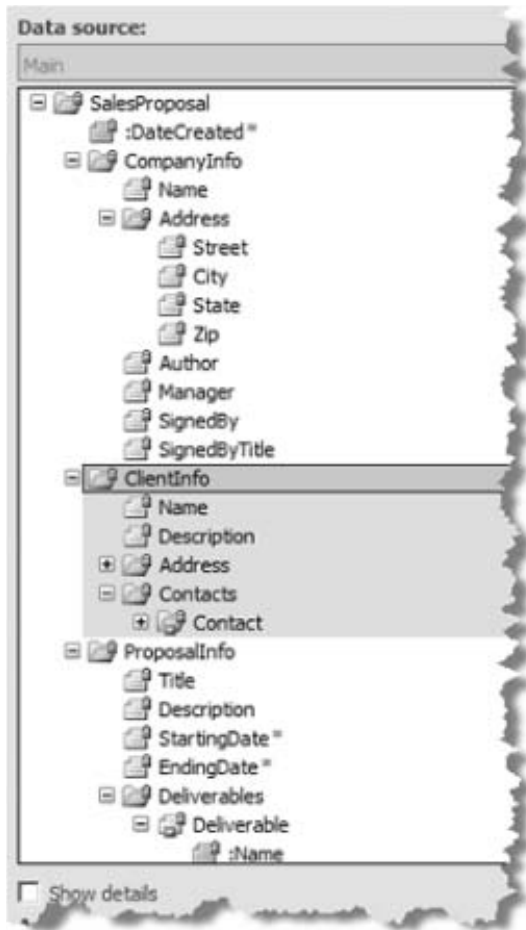 Data source:
Main
SalesProposal
:DateCreated *
CompanyInfo
Name
Address
Street
City
State
Zip
Author
Manager
SignedBy
SignedByTitle
ClientInfo
Name
Description
Address
Contacts
Contact
ProposalInfo
Title
Description
StartingDate *
EndingDate *
Deliverables
Deliverable
:Name
Show details